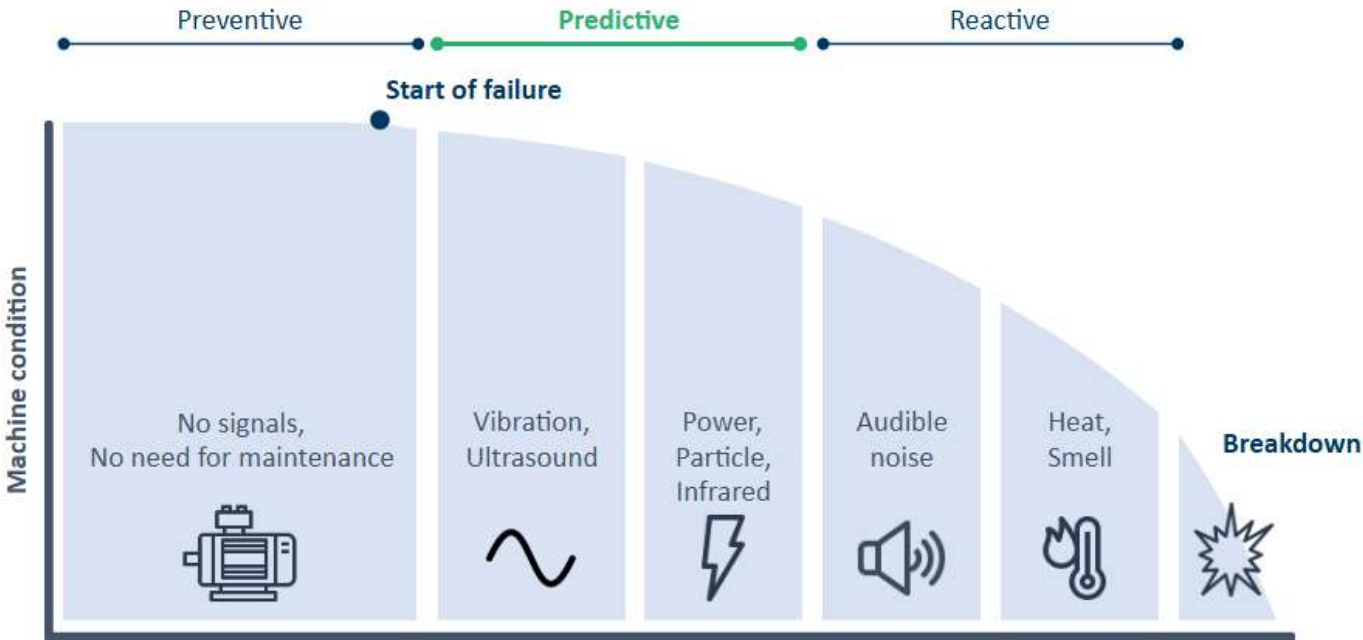 Preventive
Predictive
Reactive
Start of failure
Machine condition
No signals,
No need for maintenance
Vibration,
Ultrasound
Power,
Particle,
Infrared
Audible
noise
Heat,
Smell
Breakdown